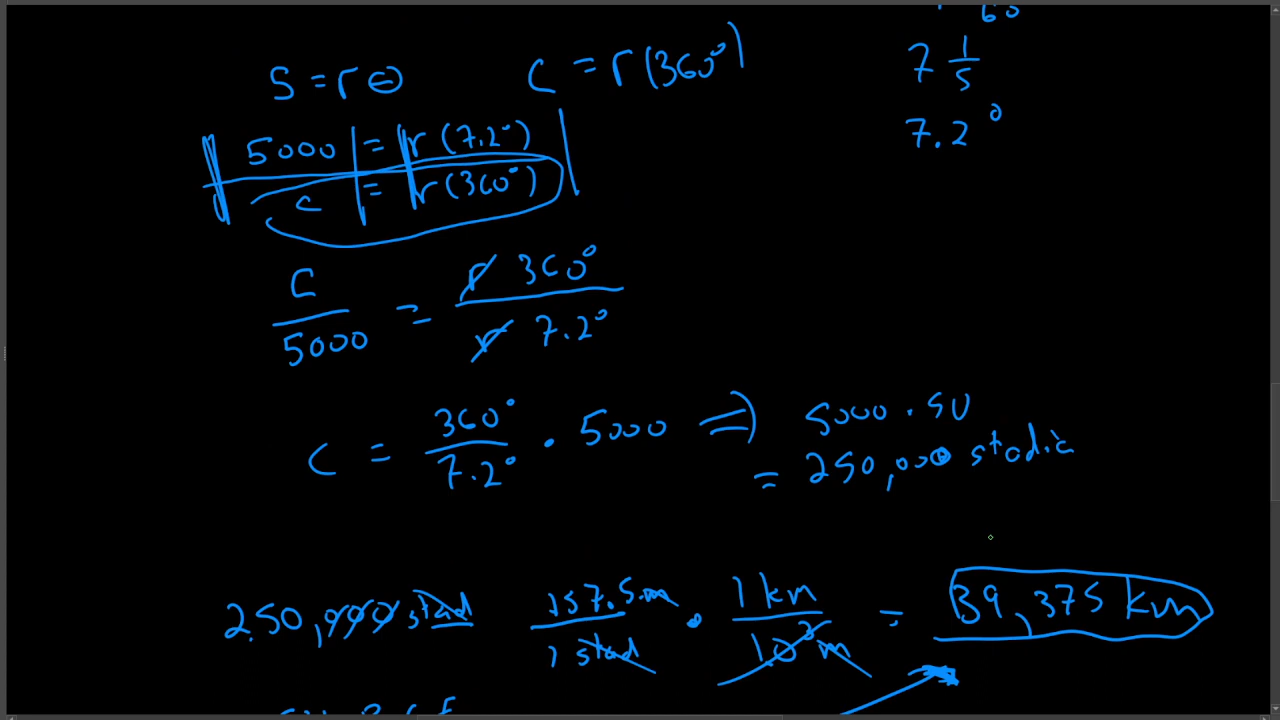 60
S = rθ
C = r(360°)
7 1/5
7.2°
5000 = r(7.2°)
C = r(360°)
C/5000 = r 360°/r 7.2°
C = 360°/7.2° · 5000 ⇒ 5000 · 50
= 250,000 stadia
250,000 stad 157.5 m/1 stad · 1 km/10³ m = 39,375 km